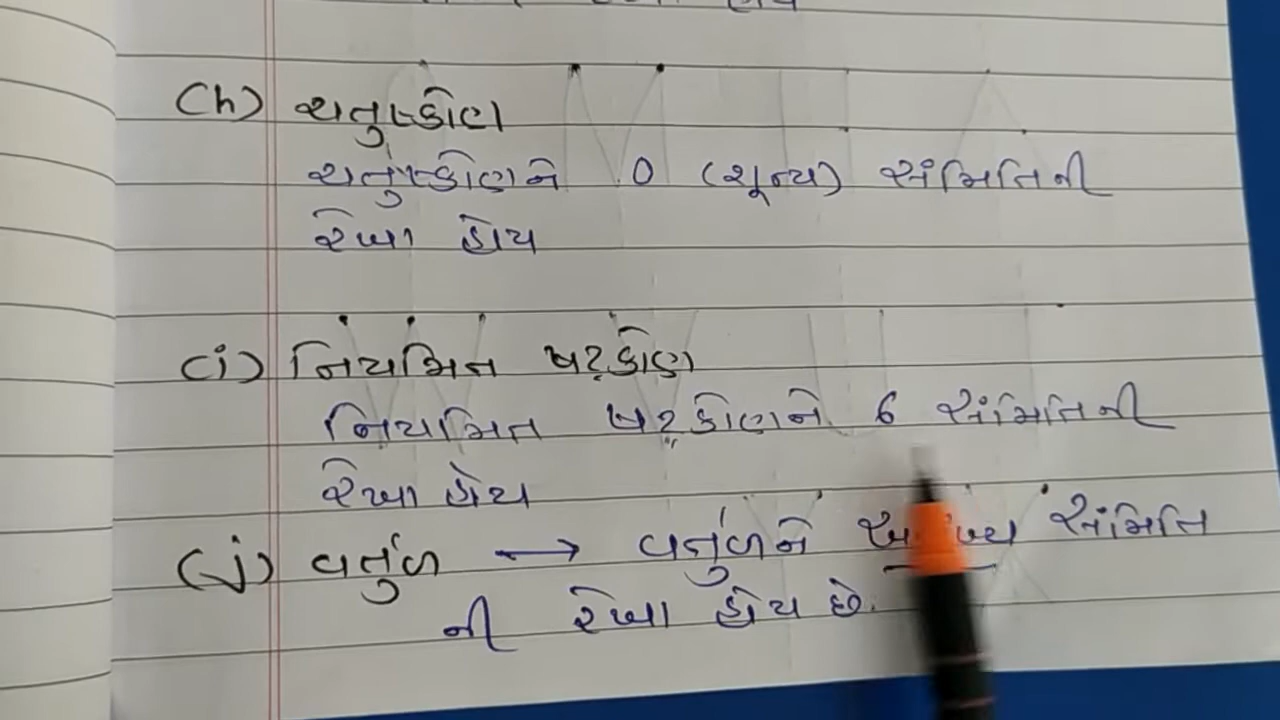 (h) ચતુષ્કોણ
ચતુષ્કોણને 0 (શૂન્ય) સંમિતિની
રેખા હોય
(i) નિયમિત ષટ્કોણ
નિયમિત ષટ્કોણને 6 સંમિતિની
રેખા હોય
(j) વર્તુળ → વર્તુળને સંમિતિ
ની રેખા હોય છે.